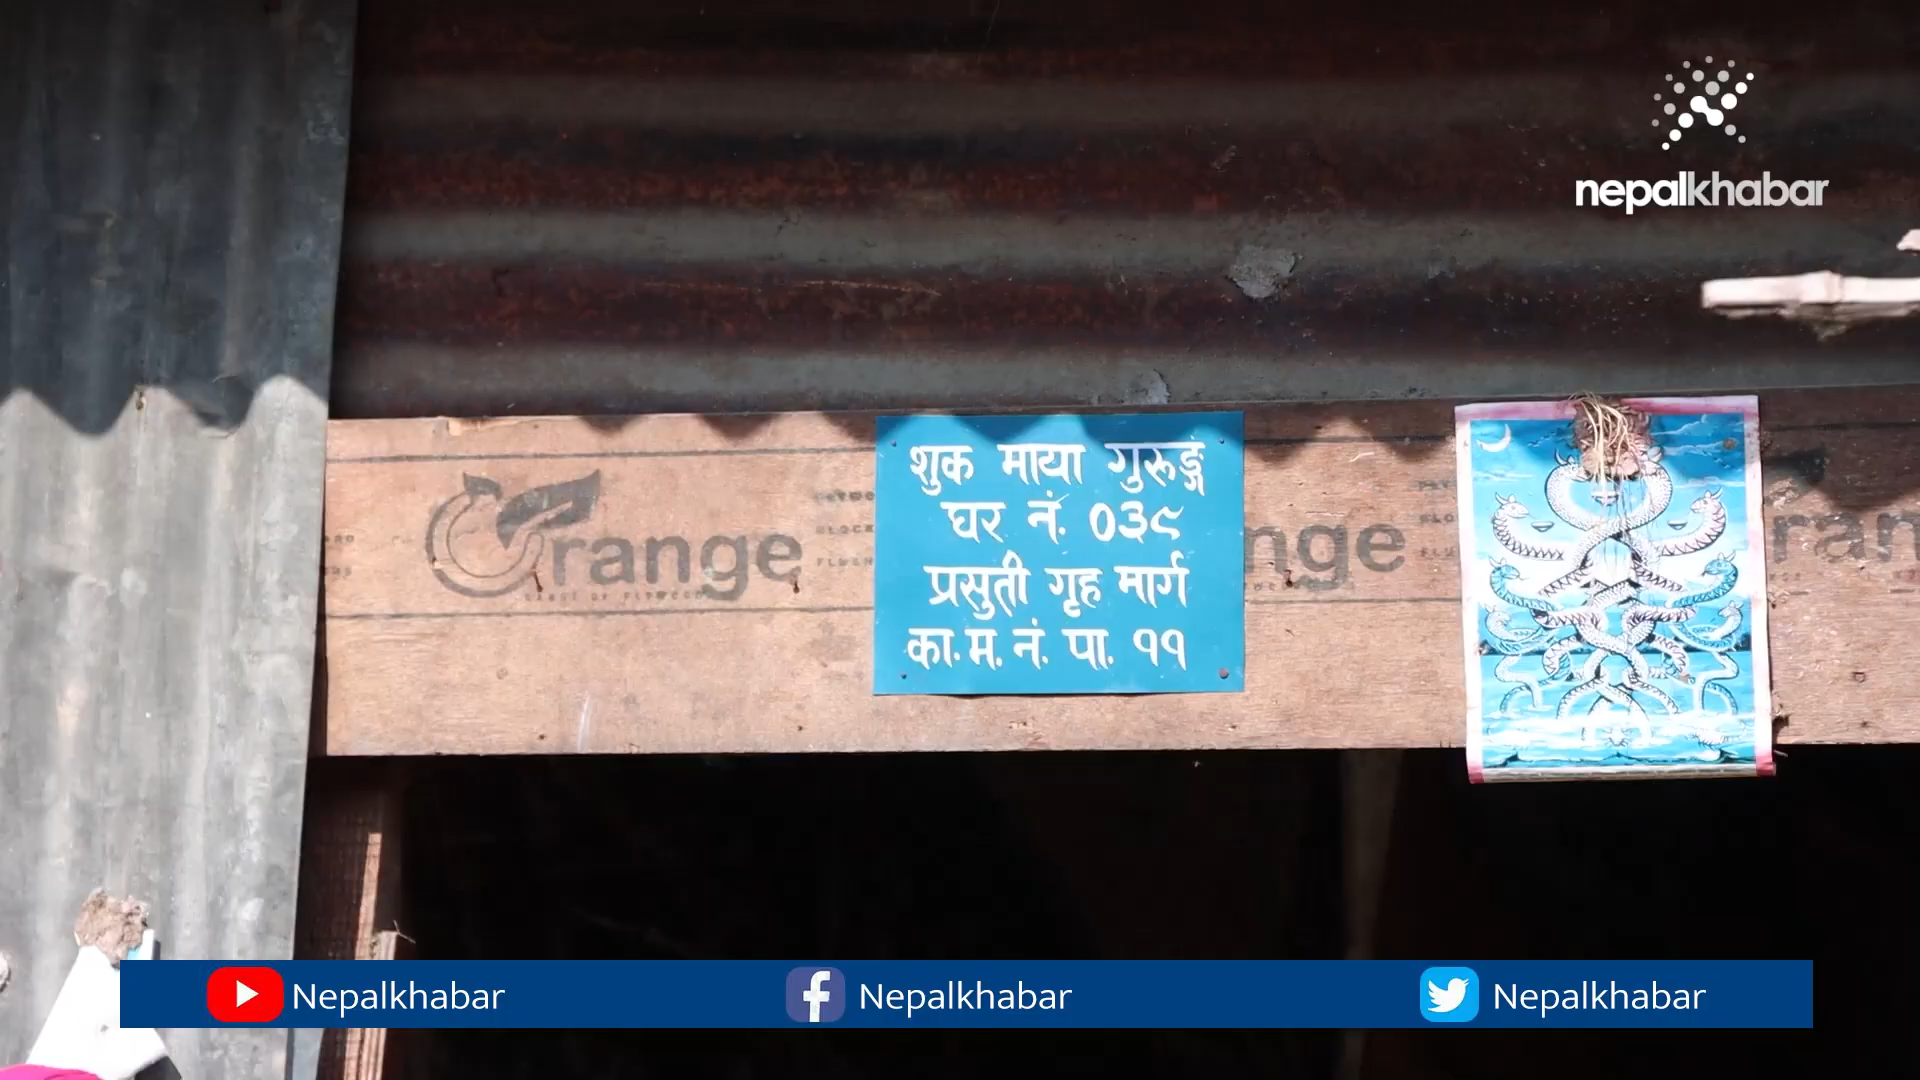 nepalkhabar
शुक माया गुरुङ्ग
घर नं. ०३९
प्रसुती गृह मार्ग
का. म. नं. पा. ११
Orange
nge
ran
Nepalkhabar
Nepalkhabar
Nepalkhabar